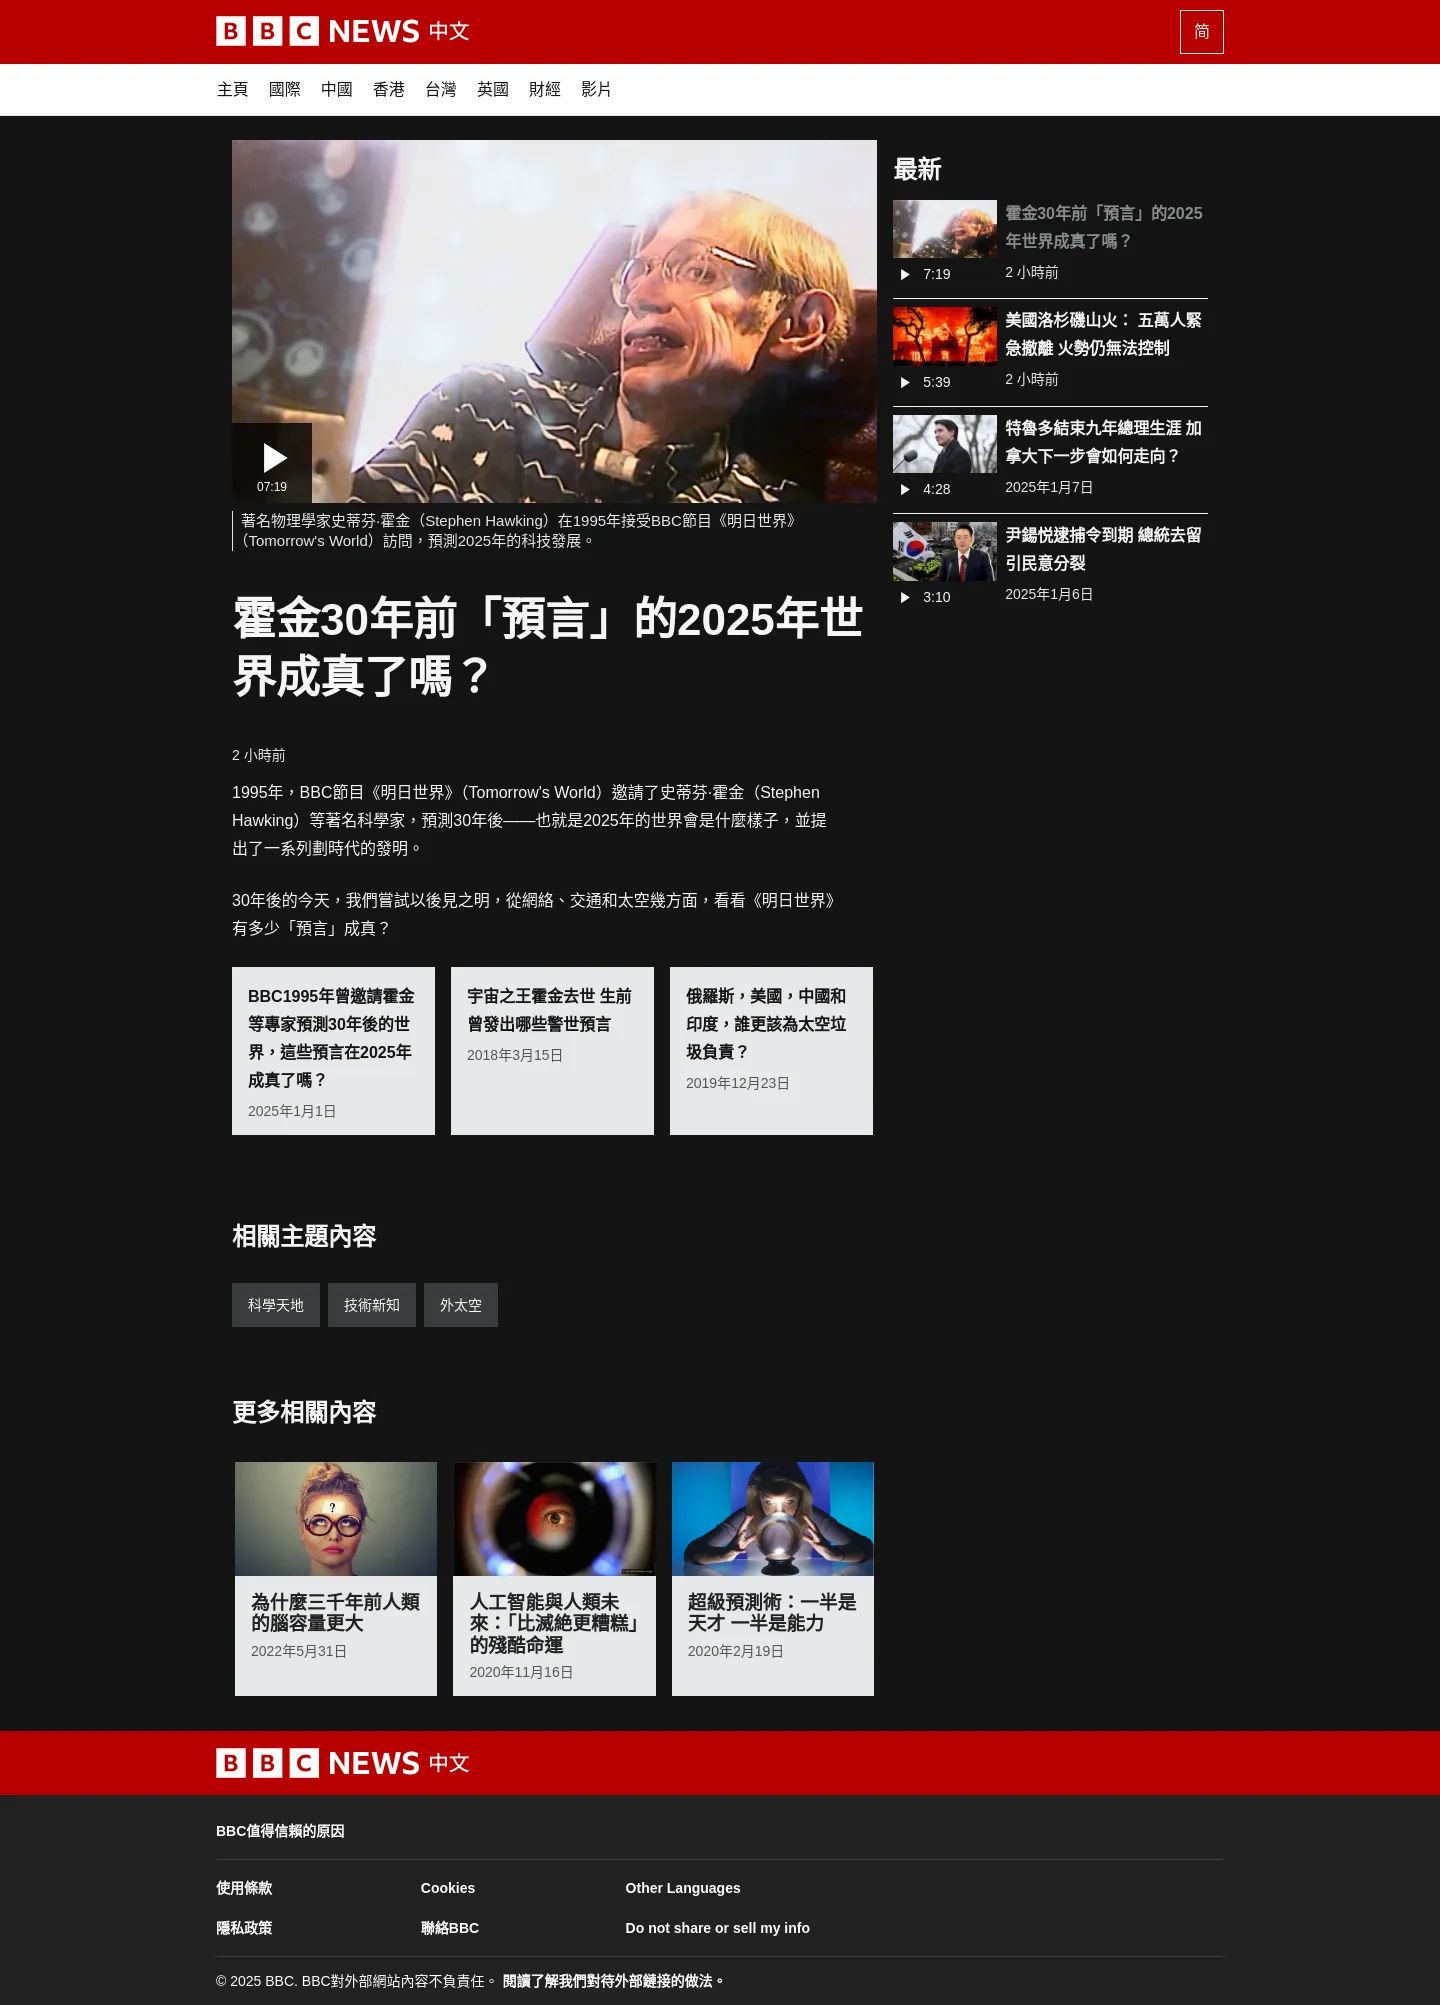 BBC NEWS 中文
简
主頁 國際 中國 香港 台灣 英國 財經 影片
07:19
著名物理學家史蒂芬·霍金（Stephen Hawking）在1995年接受BBC節目《明日世界》
（Tomorrow's World）訪問，預測2025年的科技發展。
霍金30年前「預言」的2025年世
界成真了嗎？
2 小時前
1995年，BBC節目《明日世界》（Tomorrow's World）邀請了史蒂芬·霍金（Stephen
Hawking）等著名科學家，預測30年後——也就是2025年的世界會是什麼樣子，並提
出了一系列劃時代的發明。
30年後的今天，我們嘗試以後見之明，從網絡、交通和太空幾方面，看看《明日世界》
有多少「預言」成真？
BBC1995年曾邀請霍金
等專家預測30年後的世
界，這些預言在2025年
成真了嗎？
2025年1月1日
宇宙之王霍金去世 生前
曾發出哪些警世預言
2018年3月15日
俄羅斯，美國，中國和
印度，誰更該為太空垃
圾負責？
2019年12月23日
最新
霍金30年前「預言」的2025
年世界成真了嗎？
7:19
2 小時前
美國洛杉磯山火： 五萬人緊
急撤離 火勢仍無法控制
5:39
2 小時前
特魯多結束九年總理生涯 加
拿大下一步會如何走向？
4:28
2025年1月7日
尹錫悦逮捕令到期 總統去留
引民意分裂
3:10
2025年1月6日
相關主題內容
科學天地 技術新知 外太空
更多相關內容
?
為什麼三千年前人類
的腦容量更大
2022年5月31日
人工智能與人類未
來：「比滅絶更糟糕」
的殘酷命運
2020年11月16日
超級預測術：一半是
天才 一半是能力
2020年2月19日
BBC NEWS 中文
BBC值得信賴的原因
使用條款 Cookies Other Languages
隱私政策 聯絡BBC Do not share or sell my info
© 2025 BBC. BBC對外部網站內容不負責任。 閱讀了解我們對待外部鏈接的做法。